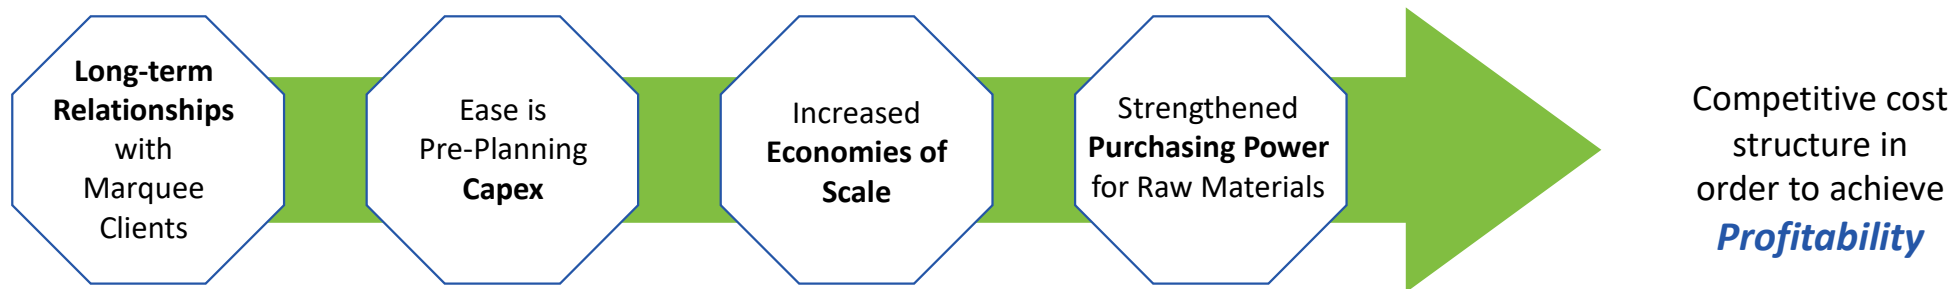 Long-term
Relationships
with
Marquee
Clients
Ease is
Pre-Planning
Capex
Increased
Economies of
Scale
Strengthened
Purchasing Power
for Raw Materials
Competitive cost
structure in
order to achieve
Profitability